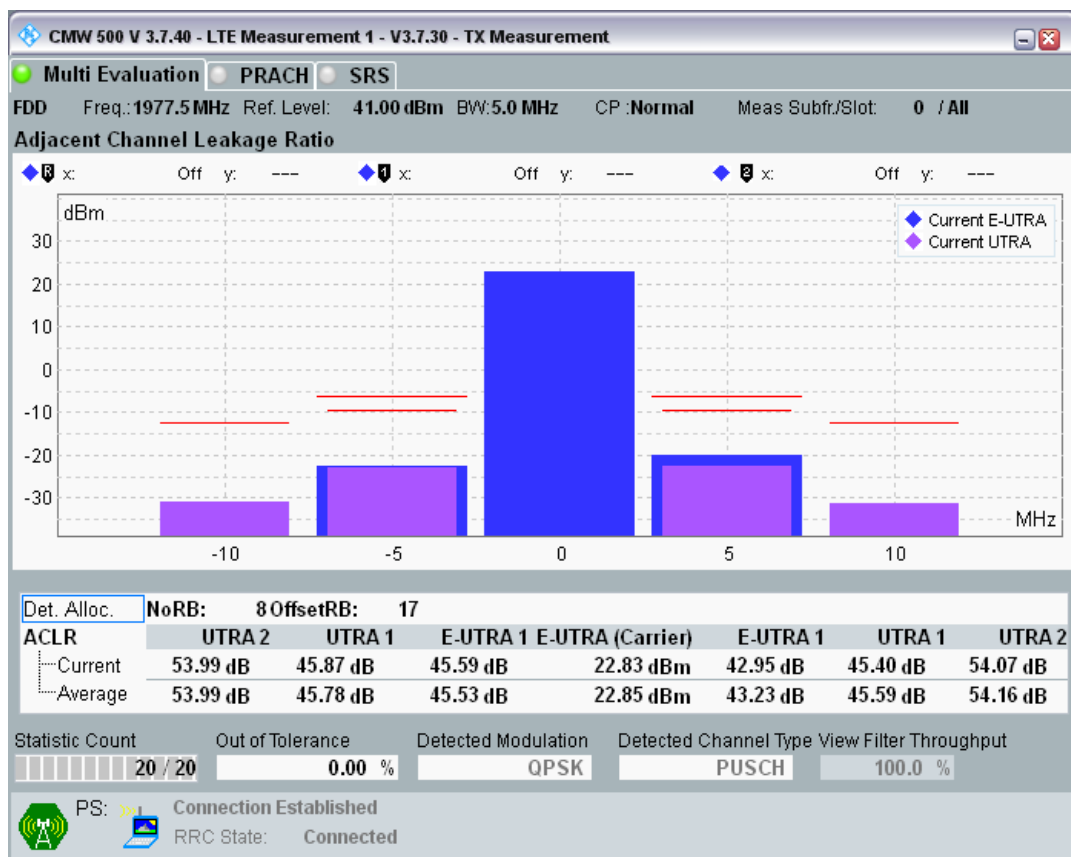 CMW 500 V 3.7.40 - LTE Measurement 1 - V3.7.30 - TX Measurement
Multi Evaluation PRACH SRS
FDD Freq.: 1977.5 MHz Ref. Level: 41.00 dBm BW: 5.0 MHz CP : Normal Meas Subfr./Slot: 0 / All
Adjacent Channel Leakage Ratio
R x: Off y: --- 1 x: Off y: --- 2 x: Off y: ---
dBm
Current E-UTRA
Current UTRA
30
20
10
0
-10
-20
-30
MHz
-10 -5 0 5 10
Det. Alloc. NoRB: 8 OffsetRB: 17
ACLR UTRA 2 UTRA 1 E-UTRA 1 E-UTRA (Carrier) E-UTRA 1 UTRA 1 UTRA 2
Current 53.99 dB 45.87 dB 45.59 dB 22.83 dBm 42.95 dB 45.40 dB 54.07 dB
Average 53.99 dB 45.78 dB 45.53 dB 22.85 dBm 43.23 dB 45.59 dB 54.16 dB
Statistic Count Out of Tolerance Detected Modulation Detected Channel Type View Filter Throughput
20 / 20 0.00 % QPSK PUSCH 100.0 %
PS: Connection Established
RRC State: Connected